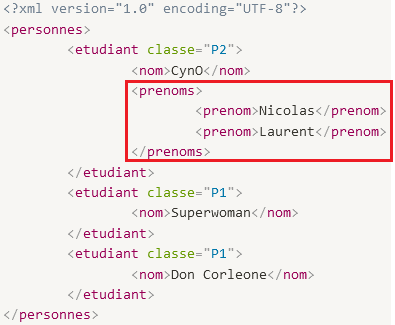 <?xml version="1.0" encoding="UTF-8"?>
<personnes>
<etudiant classe="P2">
<nom>CynO</nom>
<prenoms>
<prenom>Nicolas</prenom>
<prenom>Laurent</prenom>
</prenoms>
</etudiant>
<etudiant classe="P1">
<nom>Superwoman</nom>
</etudiant>
<etudiant classe="P1">
<nom>Don Corleone</nom>
</etudiant>
</personnes>